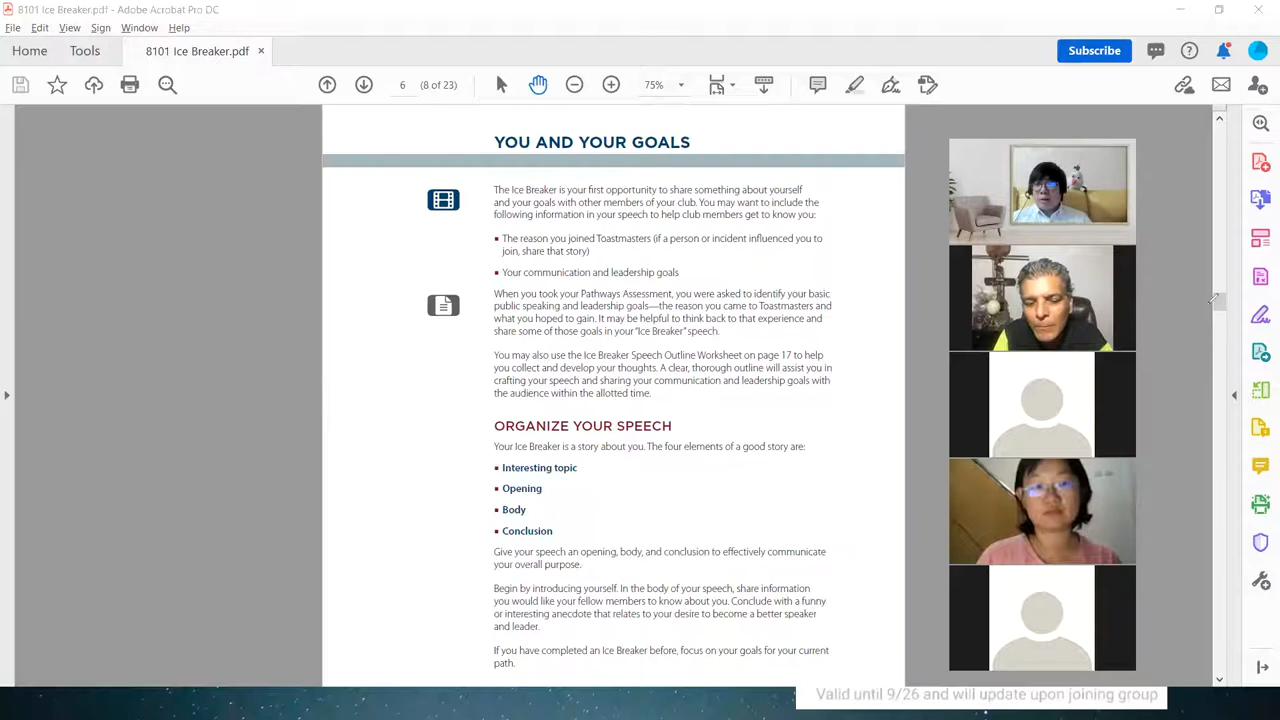 8101 Ice Breaker.pdf - Adobe Acrobat Pro DC
File Edit View Sign Window Help
Home Tools 8101 Ice Breaker.pdf × Subscribe
6 (8 of 23) 75%
YOU AND YOUR GOALS
The Ice Breaker is your first opportunity to share something about yourself
and your goals with other members of your club. You may want to include the
following information in your speech to help club members get to know you:
▪ The reason you joined Toastmasters (if a person or incident influenced you to
join, share that story)
▪ Your communication and leadership goals
When you took your Pathways Assessment, you were asked to identify your basic
public speaking and leadership goals—the reason you came to Toastmasters and
what you hoped to gain. It may be helpful to think back to that experience and
share some of those goals in your "Ice Breaker" speech.
You may also use the Ice Breaker Speech Outline Worksheet on page 17 to help
you collect and develop your thoughts. A clear, thorough outline will assist you in
crafting your speech and sharing your communication and leadership goals with
the audience within the allotted time.
ORGANIZE YOUR SPEECH
Your Ice Breaker is a story about you. The four elements of a good story are:
▪ Interesting topic
▪ Opening
▪ Body
▪ Conclusion
Give your speech an opening, body, and conclusion to effectively communicate
your overall purpose.
Begin by introducing yourself. In the body of your speech, share information
you would like your fellow members to know about you. Conclude with a funny
or interesting anecdote that relates to your desire to become a better speaker
and leader.
If you have completed an Ice Breaker before, focus on your goals for your current
path.
Valid until 9/26 and will update upon joining group